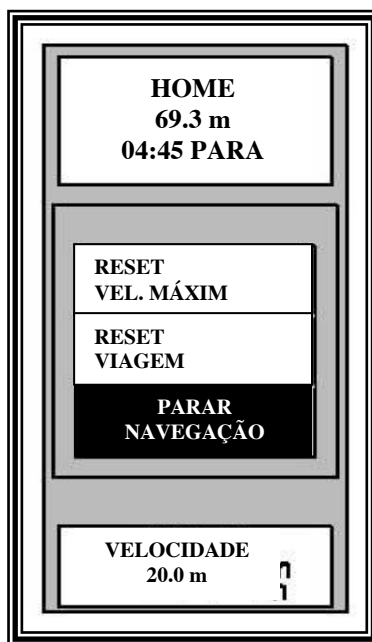 HOME
69.3 m
04:45 PARA
RESET
VEL. MÁXIM
RESET
VIAGEM
PARAR
NAVEGAÇÃO
VELOCIDADE
20.0 m